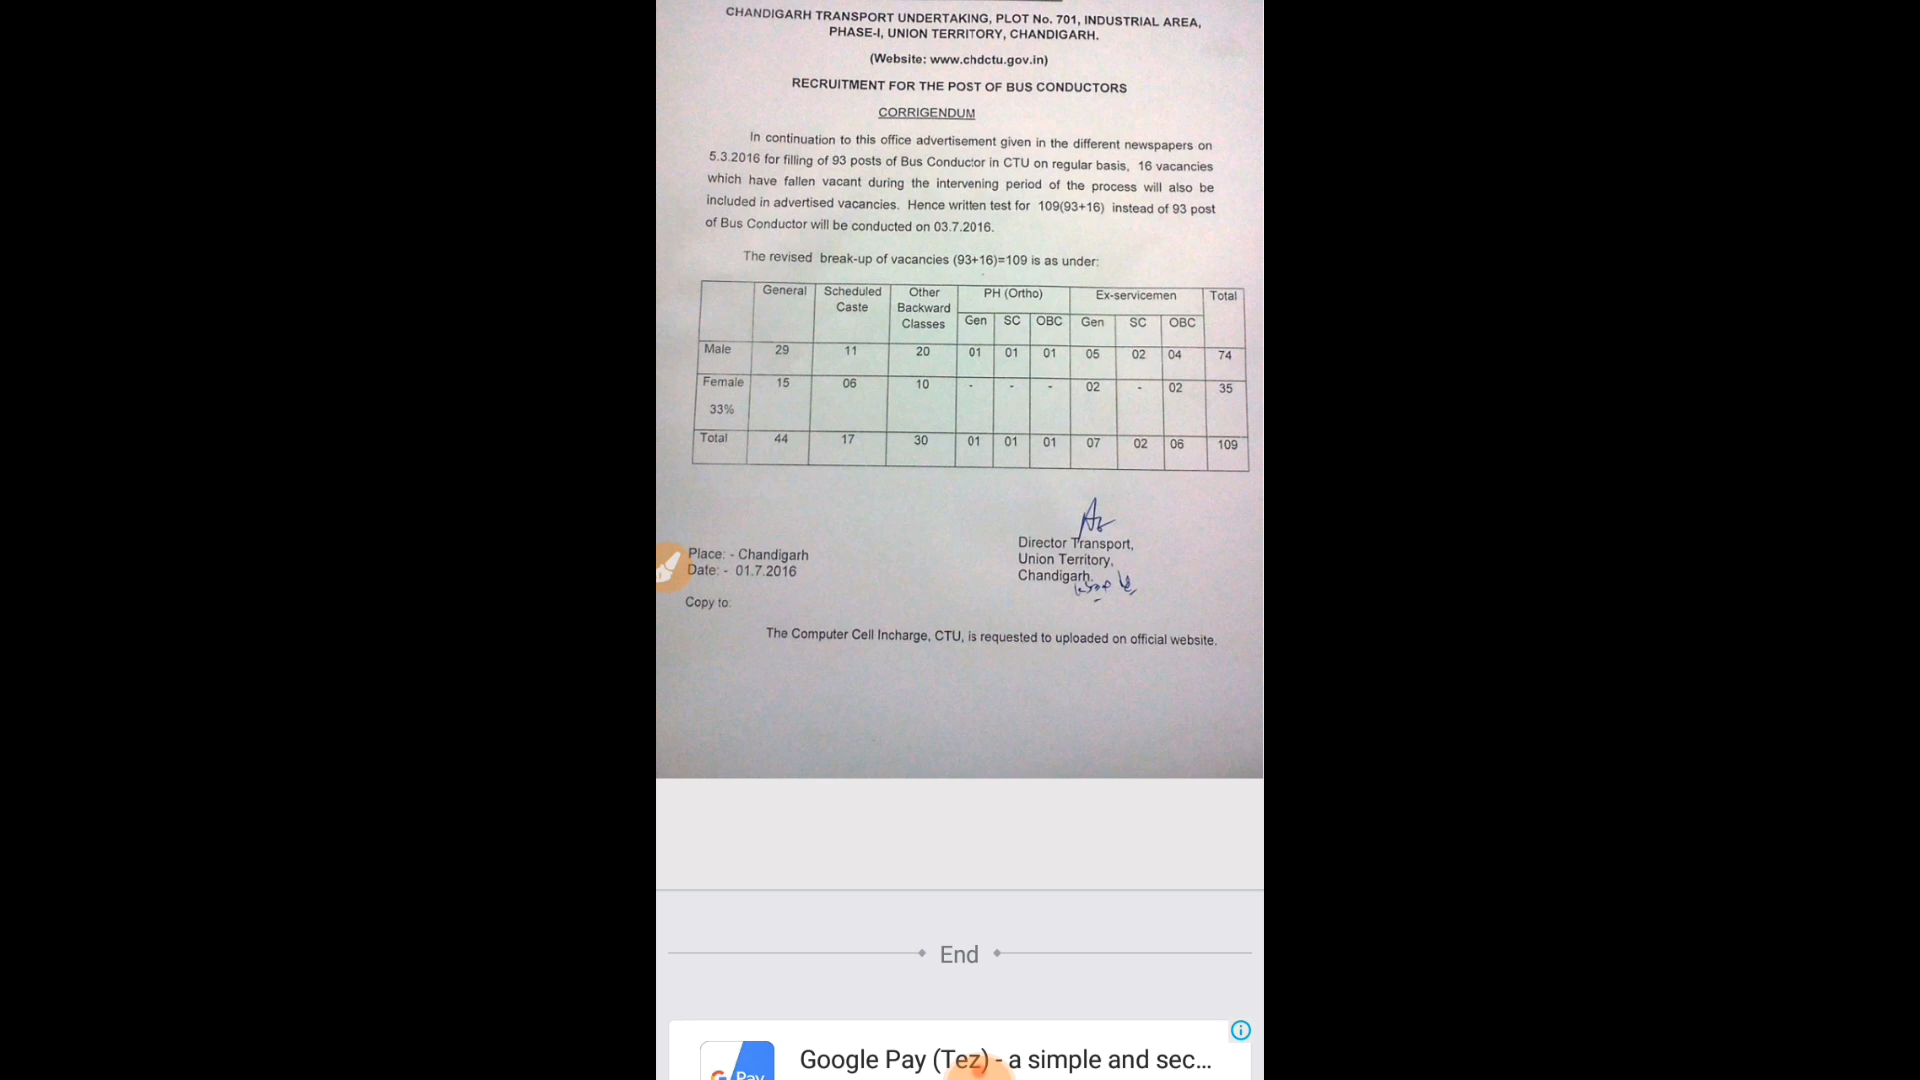 CHANDIGARH TRANSPORT UNDERTAKING, PLOT No. 701, INDUSTRIAL AREA,
PHASE-I, UNION TERRITORY, CHANDIGARH.
(Website: www.chdctu.gov.in)
RECRUITMENT FOR THE POST OF BUS CONDUCTORS
CORRIGENDUM
In continuation to this office advertisement given in the different newspapers on
5.3.2016 for filling of 93 posts of Bus Conductor in CTU on regular basis, 16 vacancies
which have fallen vacant during the intervening period of the process will also be
included in advertised vacancies. Hence written test for 109(93+16) instead of 93 post
of Bus Conductor will be conducted on 03.7.2016.
The revised break-up of vacancies (93+16)=109 is as under:
General Scheduled Caste Other Backward Classes PH (Ortho) Ex-servicemen Total
Gen SC OBC Gen SC OBC
Male 29 11 20 01 01 01 05 02 04 74
Female 15 06 10 - - - 02 - 02 35
33%
Total 44 17 30 01 01 01 07 02 06 109
Director Transport,
Union Territory,
Chandigarh.
Place: - Chandigarh
Date: - 01.7.2016
Copy to:
The Computer Cell Incharge, CTU, is requested to uploaded on official website.
End
Google Pay (Tez) - a simple and sec...
G Pay